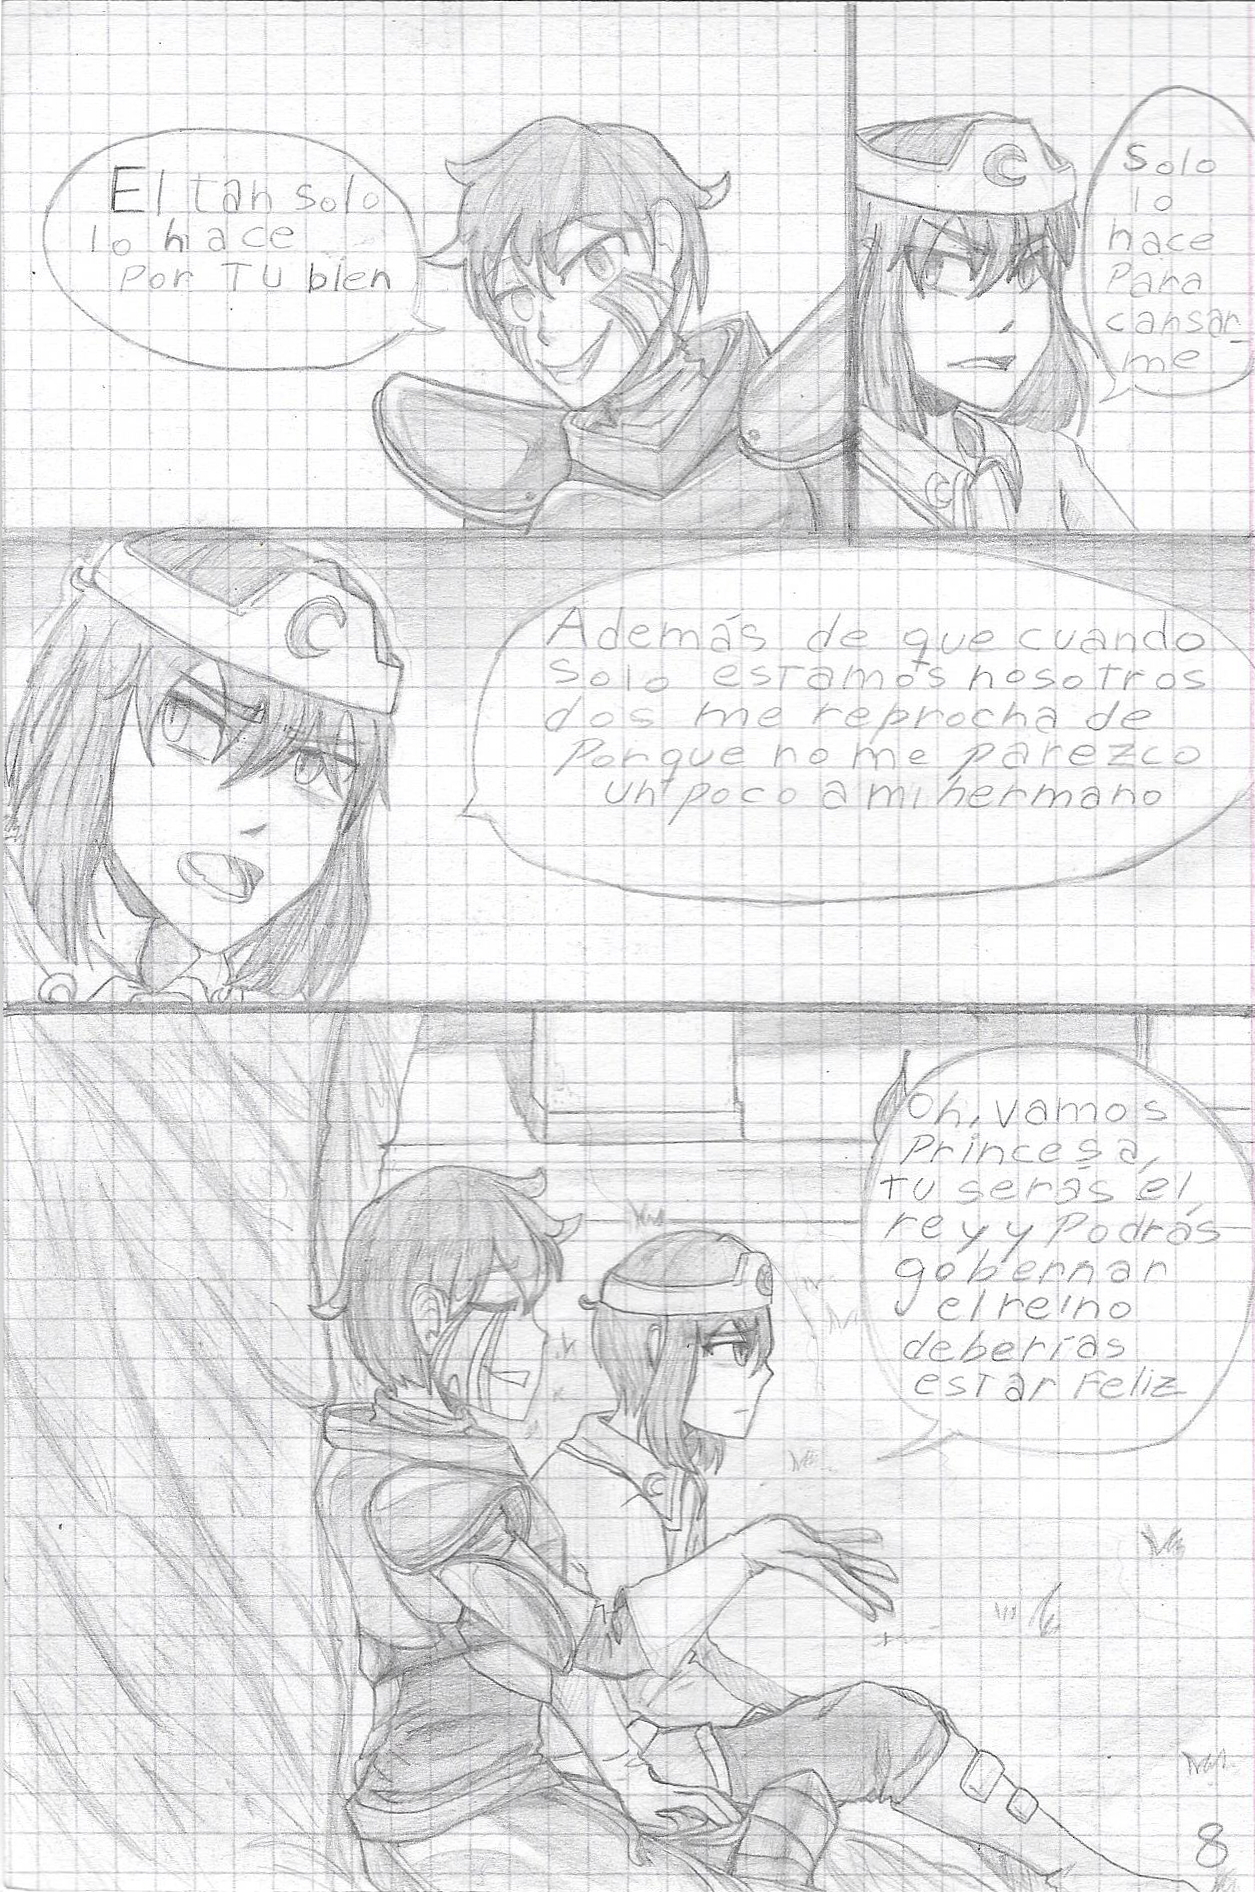 El tan solo
lo hace
por tu bien
Solo
lo
hace
Para
cansar_
me
Además de que cuando
solo estamos nosotros
dos me reprocha de
Porque no me parezco
un poco a mi hermano
Oh, vamos
Princesa,
tu serás el
rey y Podrás
gobernar
el reino
deberías
estar Feliz
8